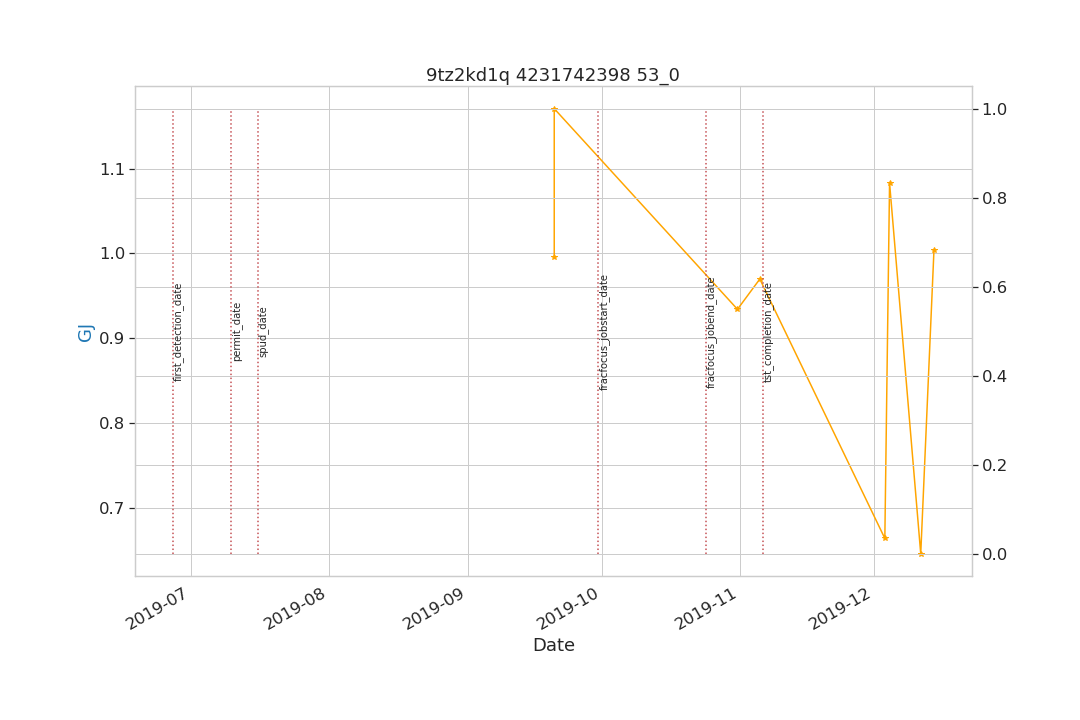 9tz2kd1q 4231742398 53_0
GJ
1.1
1.0
0.9
0.8
0.7
1.0
0.8
0.6
0.4
0.2
0.0
first_detection_date
permit_date
spud_date
fracfocus_jobstart_date
fracfocus_jobend_date
tst_completion_date
2019-07
2019-08
2019-09
2019-10
2019-11
2019-12
Date